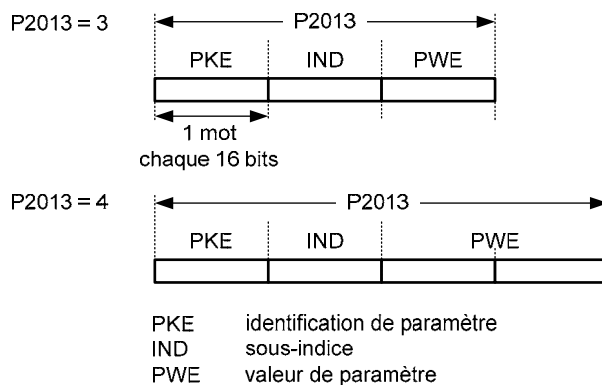 P2013 = 3
P2013
PKE IND PWE
1 mot
chaque 16 bits
P2013 = 4
P2013
PKE IND PWE
PKE identification de paramètre
IND sous-indice
PWE valeur de paramètre